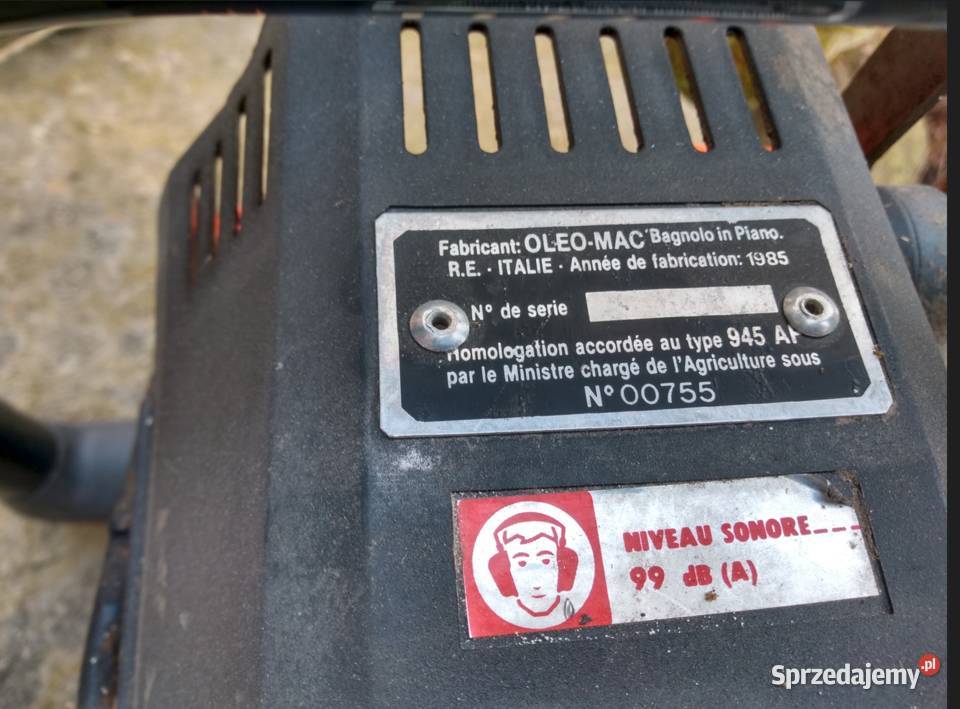 Fabricant: OLEO-MAC Bagnolo in Piano.
R.E. · ITALIE · Année de fabrication: 1985
N° de serie
Homologation accordée au type 945 AF
par le Ministre chargé de l'Agriculture sous
N° 00755
NIVEAU SONORE---
99 dB (A)
Sprzedajemy.pl